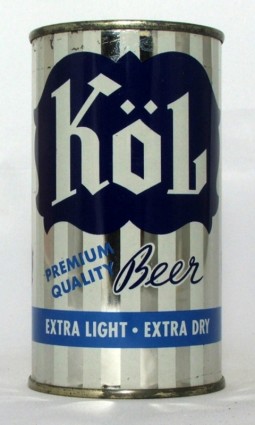 KöL
PREMIUM
QUALITY
Beer
EXTRA LIGHT • EXTRA DRY